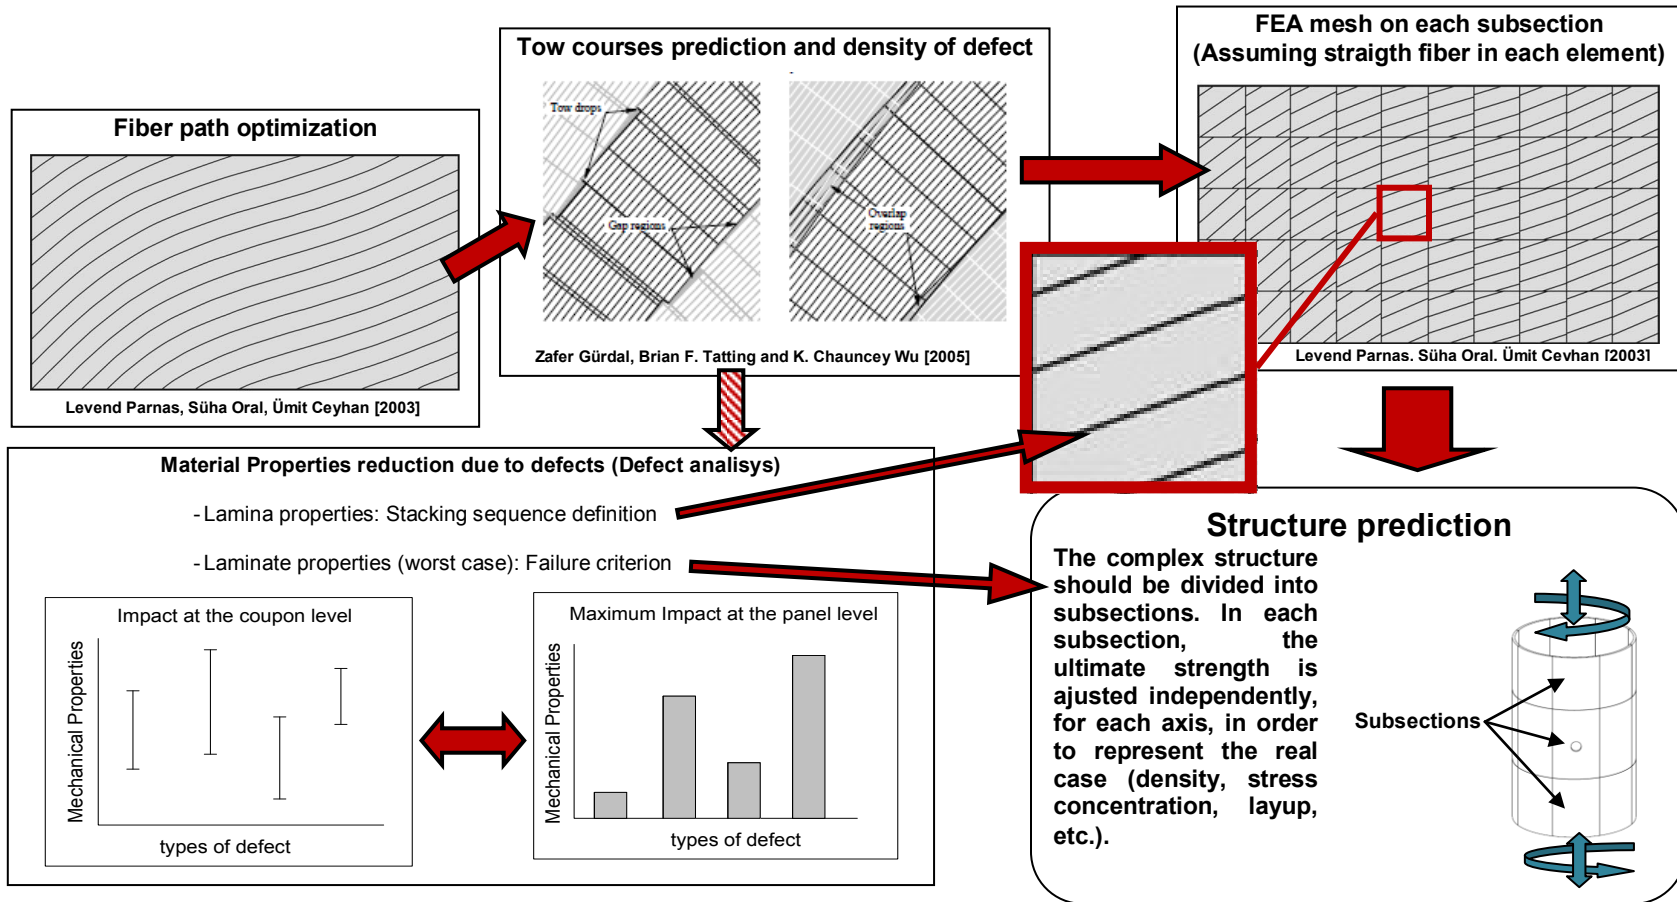 Fiber path optimization
Levend Parnas, Süha Oral, Ümit Ceyhan [2003]
Tow courses prediction and density of defect
Tow drops
Gap regions
Overlap
regions
Zafer Gürdal, Brian F. Tatting and K. Chauncey Wu [2005]
FEA mesh on each subsection
(Assuming straigth fiber in each element)
Levend Parnas. Süha Oral. Ümit Ceyhan [2003]
Material Properties reduction due to defects (Defect analisys)
- Lamina properties: Stacking sequence definition
- Laminate properties (worst case): Failure criterion
Impact at the coupon level
Mechanical Properties
types of defect
Maximum Impact at the panel level
Mechanical Properties
types of defect
Structure prediction
The complex structure
should be divided into
subsections. In each
subsection, the
ultimate strength is
ajusted independently,
for each axis, in order
to represent the real
case (density, stress
concentration, layup,
etc.).
Subsections